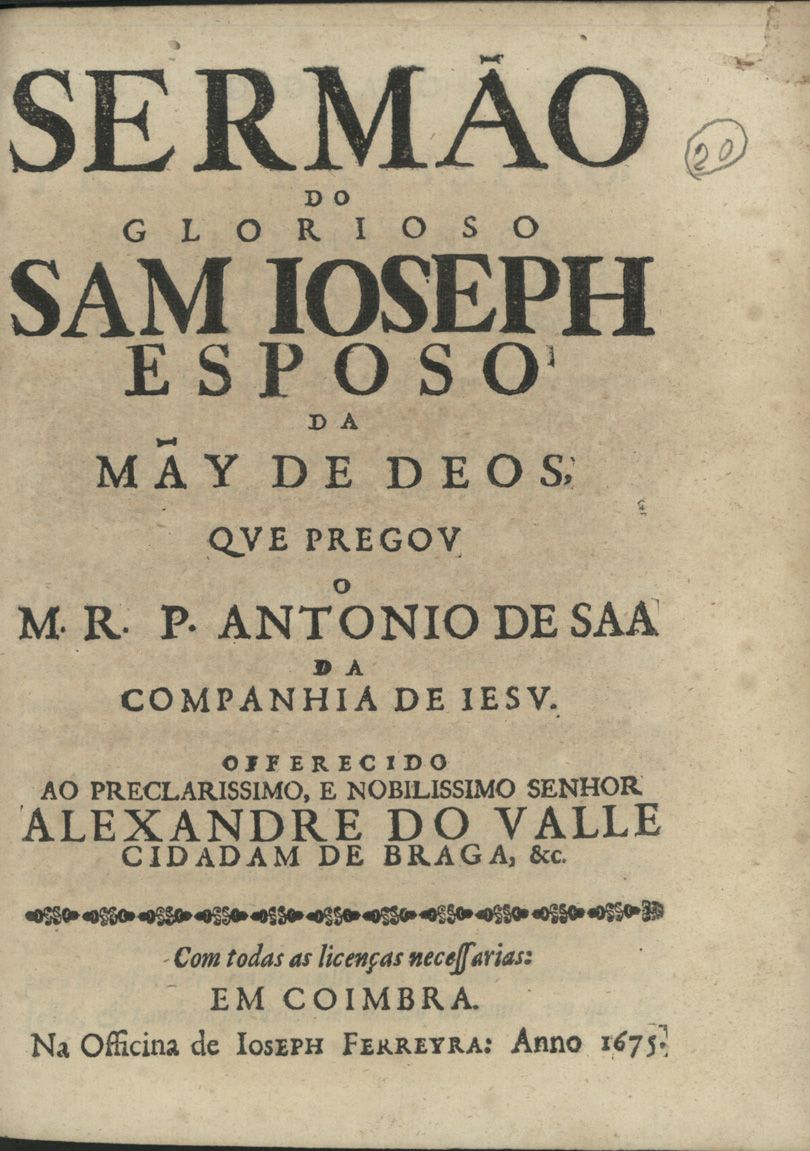 SERMÃO
20
DO
GLORIOSO
SAM IOSEPH
ESPOSO
DA
MÃY DE DEOS,
QVE PREGOV
O
M. R. P. ANTONIO DE SAA
DA
COMPANHIA DE IESV.
OFFERECIDO
AO PRECLARISSIMO, E NOBILISSIMO SENHOR
ALEXANDRE DO VALLE
CIDADAM DE BRAGA, &c.
Com todas as licenças neceſſarias:
EM COIMBRA.
Na Officina de IOSEPH FERREYRA: Anno 1675.